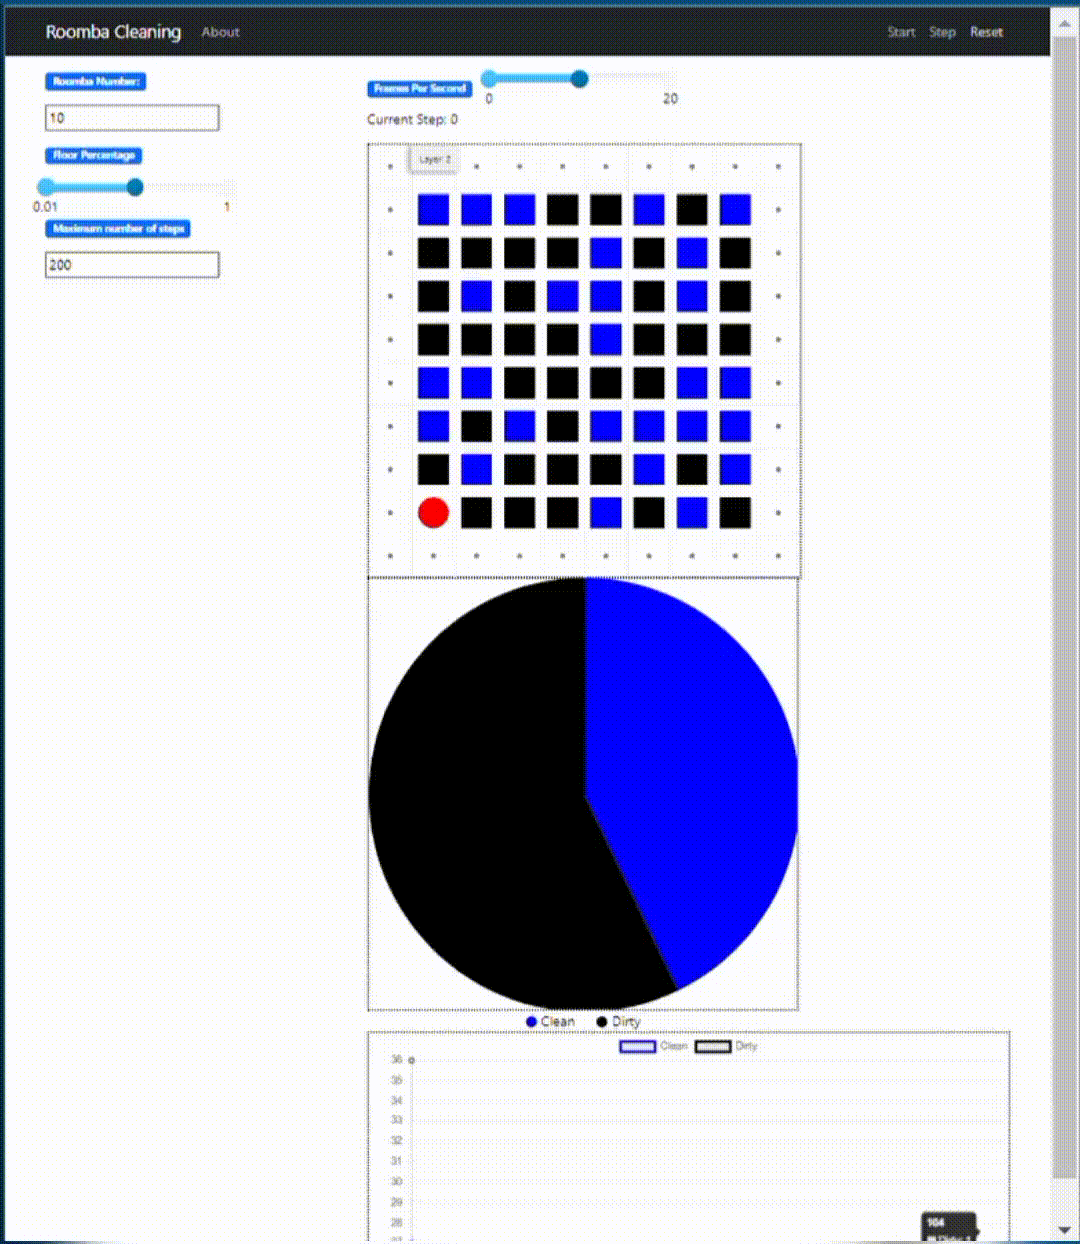 Roomba Cleaning About Start Step Reset
Roomba Number:
10
Floor Percentage
0.01 1
Maximum number of steps
200
Frames Per Second
0 20
Current Step: 0
Layer: 2
Clean Dirty
Clean Dirty
36
35
34
33
32
31
30
29
28
104